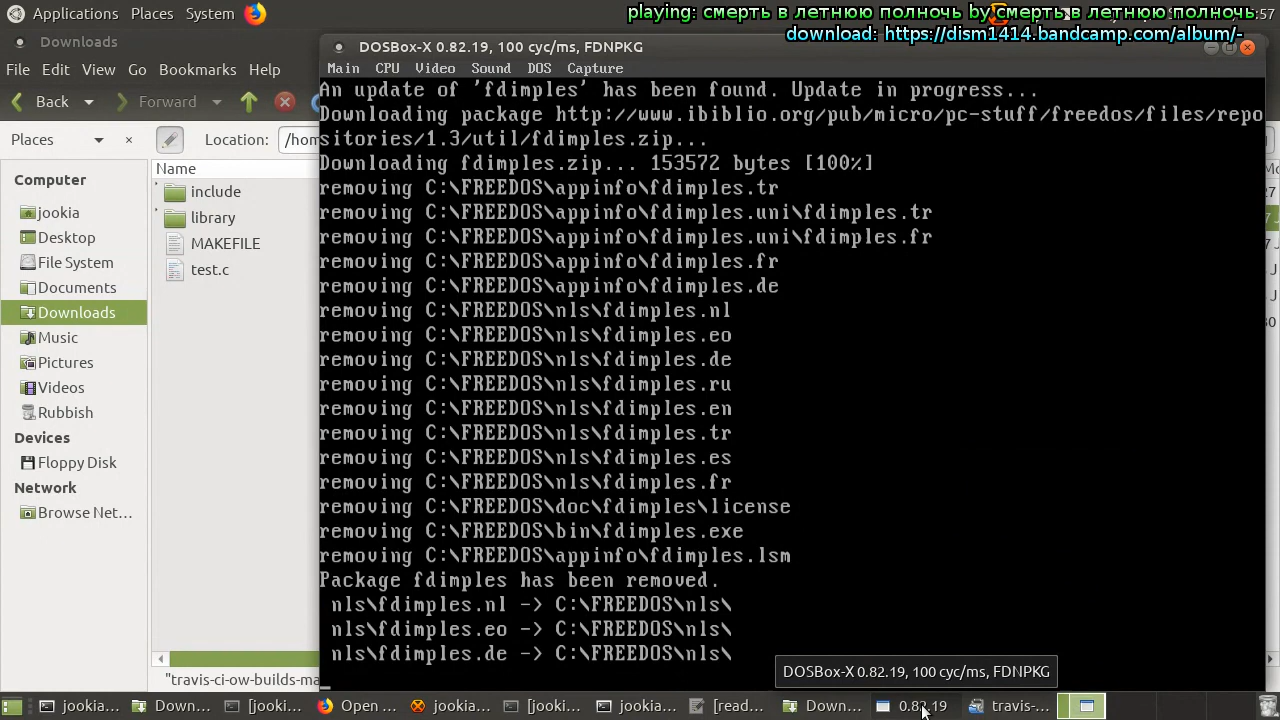 Applications Places System
playing: смерть в летнюю полночь by смерть в летнюю полночь
:57
download: https://dism1414.bandcamp.com/album/-
Downloads
File Edit View Go Bookmarks Help
Back Forward
Places Location: /hom
Name
Computer
jookia
Desktop
File System
Documents
Downloads
Music
Pictures
Videos
Rubbish
Devices
Floppy Disk
Network
Browse Net…
include
library
MAKEFILE
test.c
"travis-ci-ow-builds-ma
DOSBox-X 0.82.19, 100 cyc/ms, FDNPKG
Main CPU Video Sound DOS Capture
An update of 'fdimples' has been found. Update in progress...
Downloading package http://www.ibiblio.org/pub/micro/pc-stuff/freedos/files/repo
sitories/1.3/util/fdimples.zip...
Downloading fdimples.zip... 153572 bytes [100%]
removing C:\FREEDOS\appinfo\fdimples.tr
removing C:\FREEDOS\appinfo\fdimples.uni\fdimples.tr
removing C:\FREEDOS\appinfo\fdimples.uni\fdimples.fr
removing C:\FREEDOS\appinfo\fdimples.fr
removing C:\FREEDOS\appinfo\fdimples.de
removing C:\FREEDOS\nls\fdimples.nl
removing C:\FREEDOS\nls\fdimples.eo
removing C:\FREEDOS\nls\fdimples.de
removing C:\FREEDOS\nls\fdimples.ru
removing C:\FREEDOS\nls\fdimples.en
removing C:\FREEDOS\nls\fdimples.tr
removing C:\FREEDOS\nls\fdimples.es
removing C:\FREEDOS\nls\fdimples.fr
removing C:\FREEDOS\doc\fdimples\license
removing C:\FREEDOS\bin\fdimples.exe
removing C:\FREEDOS\appinfo\fdimples.lsm
Package fdimples has been removed.
nls\fdimples.nl -> C:\FREEDOS\nls\
nls\fdimples.eo -> C:\FREEDOS\nls\
nls\fdimples.de -> C:\FREEDOS\nls\
DOSBox-X 0.82.19, 100 cyc/ms, FDNPKG
jookia… Down… [jooki… Open … jookia… [jooki… jookia… [read… Down… 0.82.19 travis-…